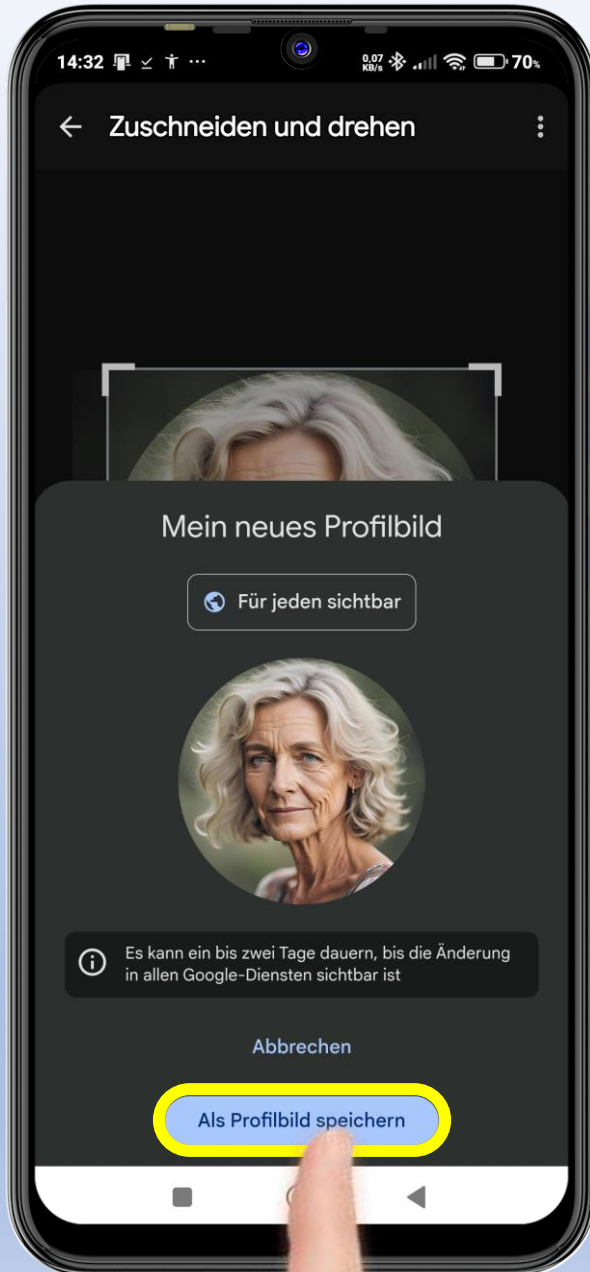 14:32
0,07
KB/s
70%
Zuschneiden und drehen
Mein neues Profilbild
Für jeden sichtbar
Es kann ein bis zwei Tage dauern, bis die Änderung
in allen Google-Diensten sichtbar ist
Abbrechen
Als Profilbild speichern